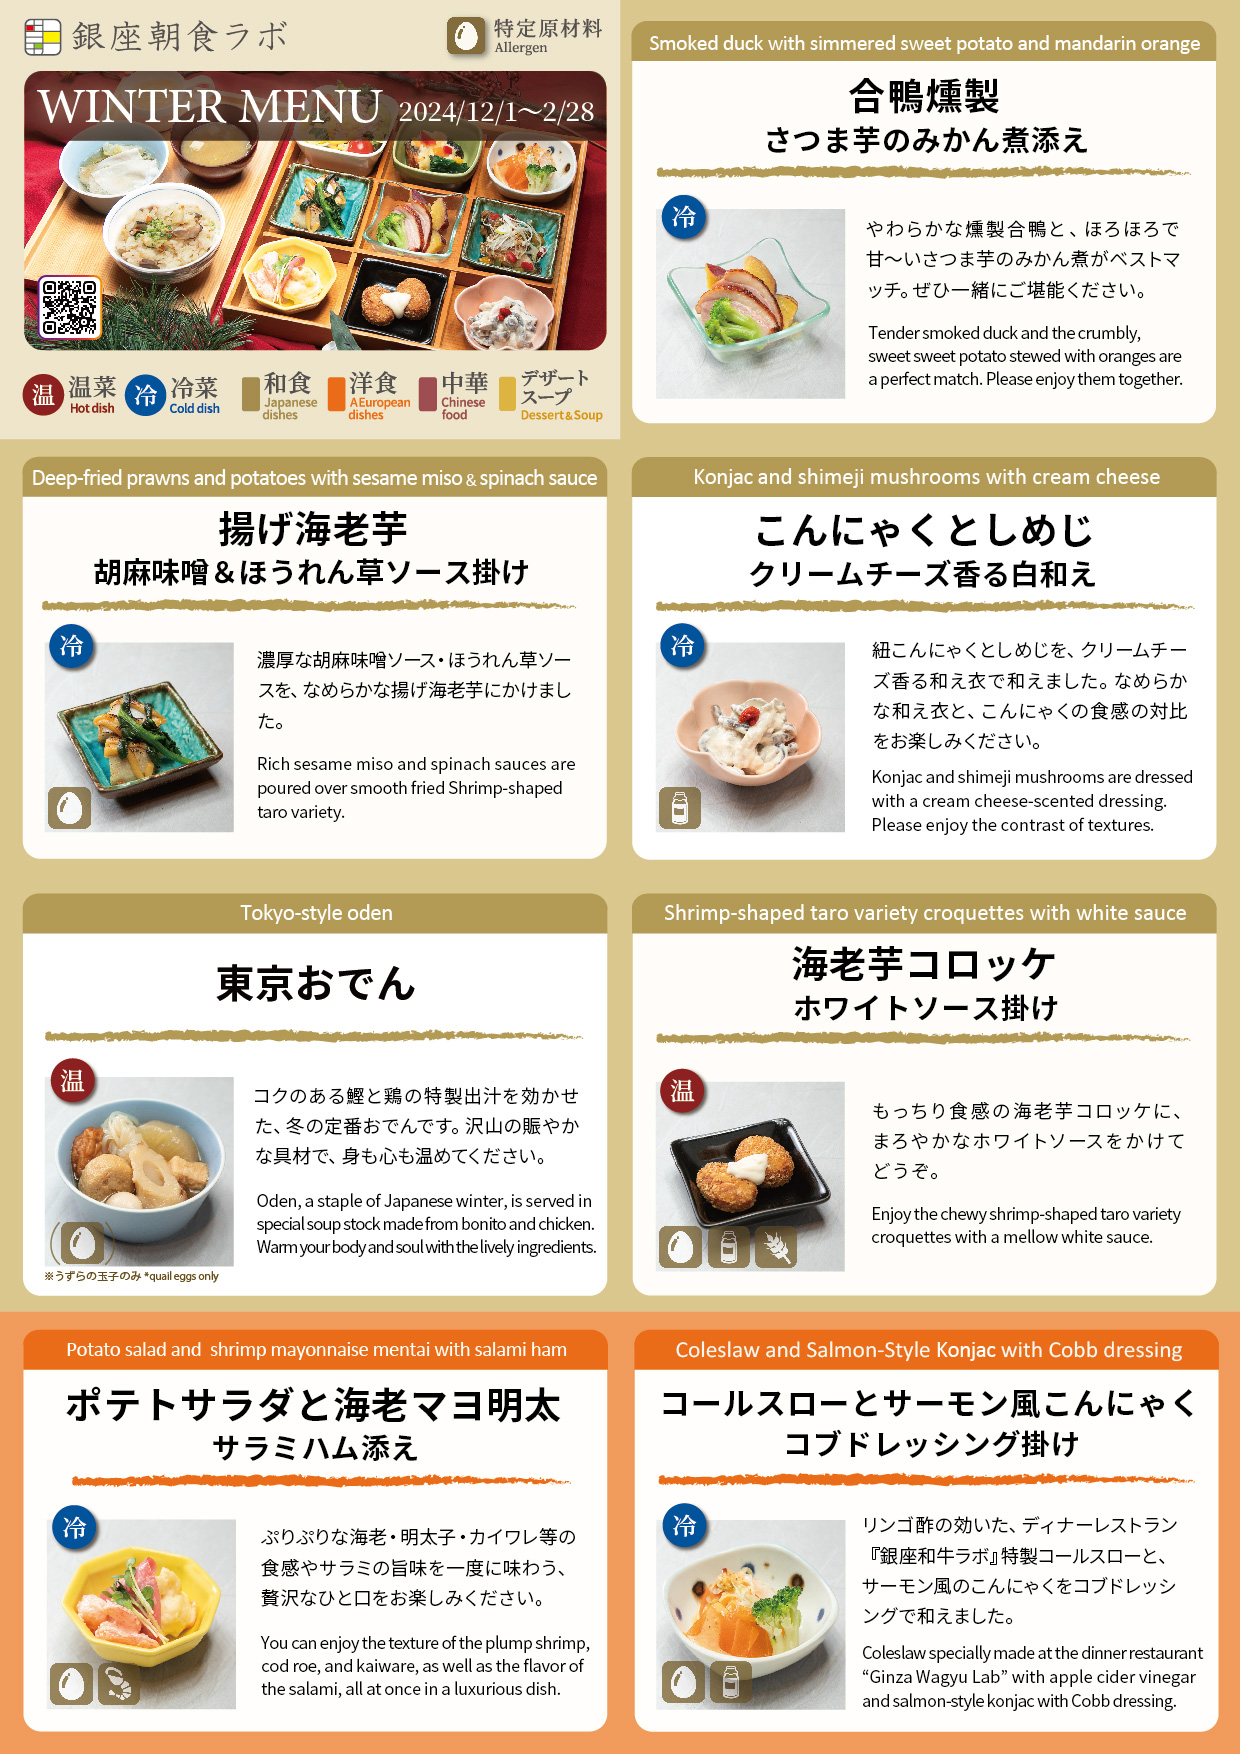 銀座朝食ラボ
特定原材料
Allergen
WINTER MENU 2024/12/1～2/28
温 温菜
Hot dish
冷 冷菜
Cold dish
和食
Japanese
dishes
洋食
AEuropean
dishes
中華
Chinese
food
デザート
スープ
Dessert & Soup
Smoked duck with simmered sweet potato and mandarin orange
合鴨燻製
さつま芋のみかん煮添え
冷
やわらかな燻製合鴨と、ほろほろで
甘～いさつま芋のみかん煮がベストマ
ッチ。ぜひ一緒にご堪能ください。
Tender smoked duck and the crumbly,
sweet sweet potato stewed with oranges are
a perfect match. Please enjoy them together.
Deep-fried prawns and potatoes with sesame miso & spinach sauce
揚げ海老芋
胡麻味噌＆ほうれん草ソース掛け
冷
濃厚な胡麻味噌ソース・ほうれん草ソー
スを、なめらかな揚げ海老芋にかけまし
た。
Rich sesame miso and spinach sauces are
poured over smooth fried Shrimp-shaped
taro variety.
Konjac and shimeji mushrooms with cream cheese
こんにゃくとしめじ
クリームチーズ香る白和え
冷
紐こんにゃくとしめじを、クリームチー
ズ香る和え衣で和えました。なめらか
な和え衣と、こんにゃくの食感の対比
をお楽しみください。
Konjac and shimeji mushrooms are dressed
with a cream cheese-scented dressing.
Please enjoy the contrast of textures.
Tokyo-style oden
東京おでん
温
コクのある鰹と鶏の特製出汁を効かせ
た、冬の定番おでんです。沢山の賑やか
な具材で、身も心も温めてください。
Oden, a staple of Japanese winter, is served in
special soup stock made from bonito and chicken.
Warm your body and soul with the lively ingredients.
※うずらの玉子のみ *quail eggs only
Shrimp-shaped taro variety croquettes with white sauce
海老芋コロッケ
ホワイトソース掛け
温
もっちり食感の海老芋コロッケに、
まろやかなホワイトソースをかけて
どうぞ。
Enjoy the chewy shrimp-shaped taro variety
croquettes with a mellow white sauce.
Potato salad and shrimp mayonnaise mentai with salami ham
ポテトサラダと海老マヨ明太
サラミハム添え
冷
ぷりぷりな海老・明太子・カイワレ等の
食感やサラミの旨味を一度に味わう、
贅沢なひと口をお楽しみください。
You can enjoy the texture of the plump shrimp,
cod roe, and kaiware, as well as the flavor of
the salami, all at once in a luxurious dish.
Coleslaw and Salmon-Style Konjac with Cobb dressing
コールスローとサーモン風こんにゃく
コブドレッシング掛け
冷
リンゴ酢の効いた、ディナーレストラン
『銀座和牛ラボ』特製コールスローと、
サーモン風のこんにゃくをコブドレッシ
ングで和えました。
Coleslaw specially made at the dinner restaurant
“Ginza Wagyu Lab” with apple cider vinegar
and salmon-style konjac with Cobb dressing.